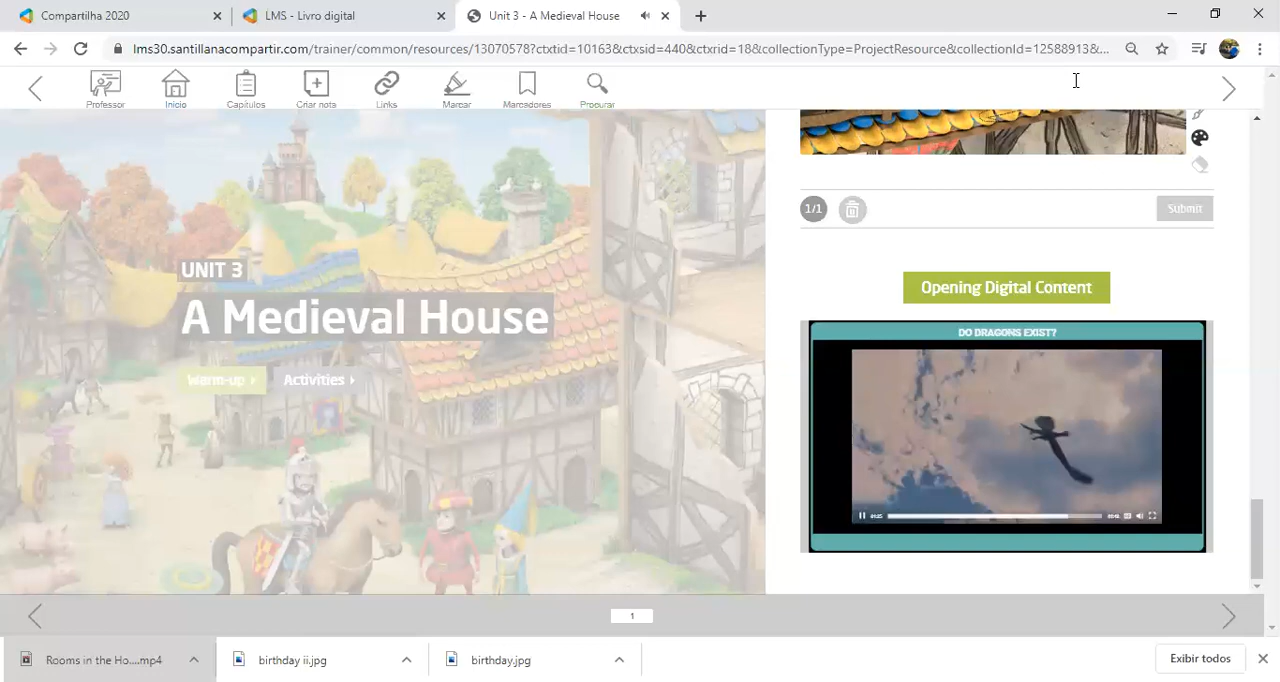 Compartilha 2020
LMS - Livro digital
Unit 3 - A Medieval House
lms30.santillanacompartir.com/trainer/common/resources/13070578?ctxtid=10163&ctxsid=440&ctxrid=18&collectionType=ProjectResource&collectionId=12588913&...
Professor
Início
Capítulos
Criar nota
Links
Marcar
Marcadores
Procurar
UNIT 3
A Medieval House
Warm-up
Activities
1/1
Submit
Opening Digital Content
DO DRAGONS EXIST?
1
Rooms in the Ho....mp4
birthday ii.jpg
birthday.jpg
Exibir todos